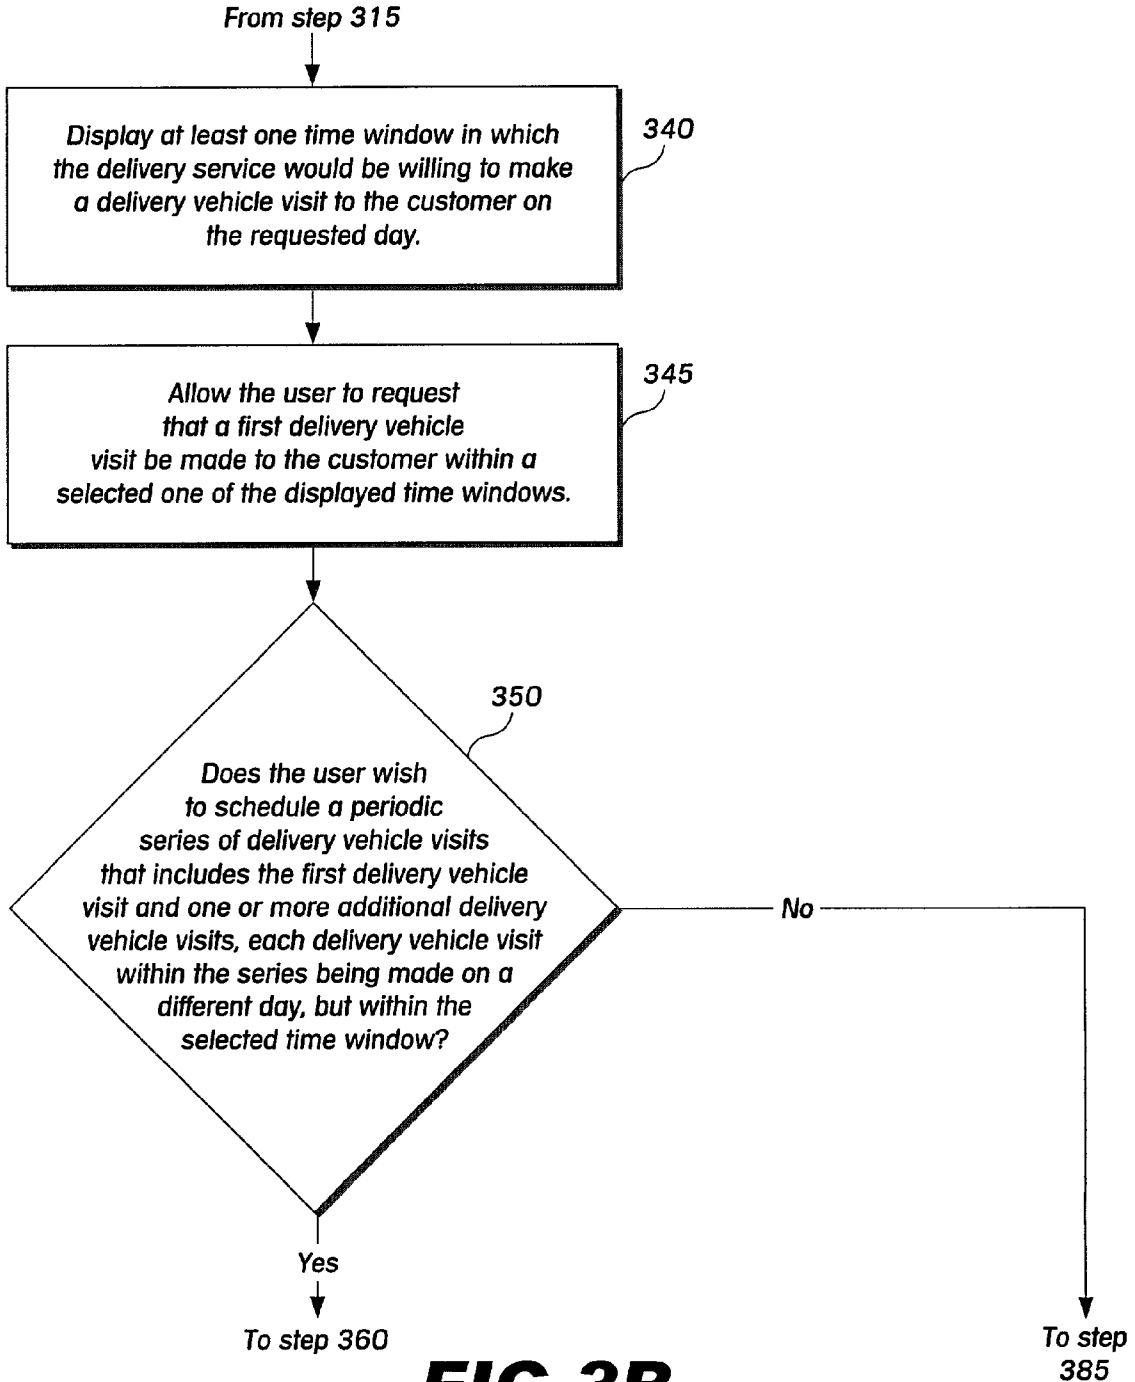 From step 315
Display at least one time window in which
the delivery service would be willing to make
a delivery vehicle visit to the customer on
the requested day.
340
Allow the user to request
that a first delivery vehicle
visit be made to the customer within a
selected one of the displayed time windows.
345
350
Does the user wish
to schedule a periodic
series of delivery vehicle visits
that includes the first delivery vehicle
visit and one or more additional delivery
vehicle visits, each delivery vehicle visit
within the series being made on a
different day, but within the
selected time window?
No
Yes
To step 360
To step
385
FIG 3B